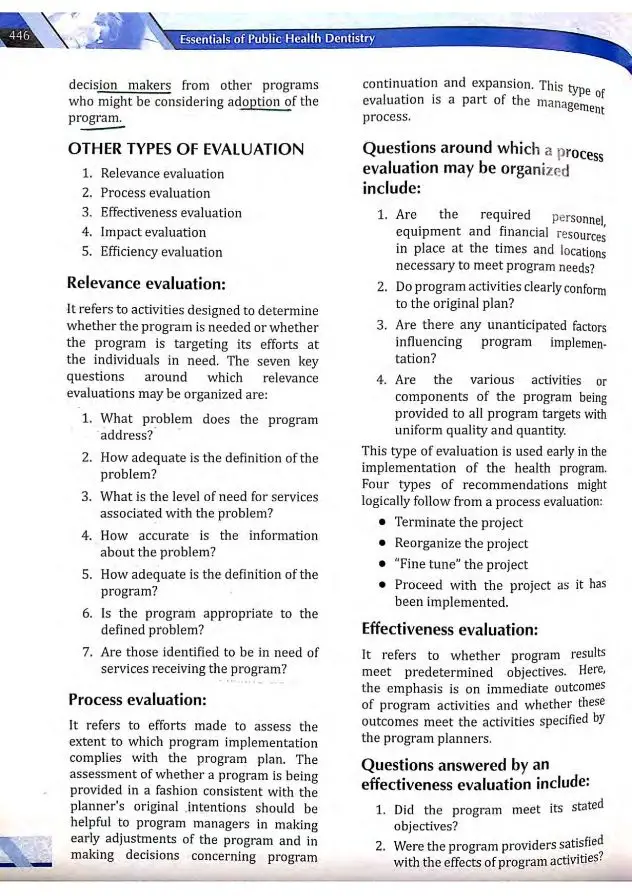 446
Essentials of Public Health Dentistry
decision makers from other programs
who might be considering adoption of the
program.
OTHER TYPES OF EVALUATION
1. Relevance evaluation
2. Process evaluation
3. Effectiveness evaluation
4. Impact evaluation
5. Efficiency evaluation
Relevance evaluation:
It refers to activities designed to determine
whether the program is needed or whether
the program is targeting its efforts at
the individuals in need. The seven key
questions around which relevance
evaluations may be organized are:
1. What problem does the program
address?
2. How adequate is the definition of the
problem?
3. What is the level of need for services
associated with the problem?
4. How accurate is the information
about the problem?
5. How adequate is the definition of the
program?
6. Is the program appropriate to the
defined problem?
7. Are those identified to be in need of
services receiving the program?
Process evaluation:
It refers to efforts made to assess the
extent to which program implementation
complies with the program plan. The
assessment of whether a program is being
provided in a fashion consistent with the
planner's original intentions should be
helpful to program managers in making
early adjustments of the program and in
making decisions concerning program
continuation and expansion. This type of
evaluation is a part of the management
process.
Questions around which a process
evaluation may be organized
include:
1. Are the required personnel,
equipment and financial resources
in place at the times and locations
necessary to meet program needs?
2. Do program activities clearly conform
to the original plan?
3. Are there any unanticipated factors
influencing program implemen-
tation?
4. Are the various activities or
components of the program being
provided to all program targets with
uniform quality and quantity.
This type of evaluation is used early in the
implementation of the health program.
Four types of recommendations might
logically follow from a process evaluation:
• Terminate the project
• Reorganize the project
• "Fine tune" the project
• Proceed with the project as it has
been implemented.
Effectiveness evaluation:
It refers to whether program results
meet predetermined objectives. Here,
the emphasis is on immediate outcomes
of program activities and whether these
outcomes meet the activities specified by
the program planners.
Questions answered by an
effectiveness evaluation include:
1. Did the program meet its stated
objectives?
2. Were the program providers satisfied
with the effects of program activities?